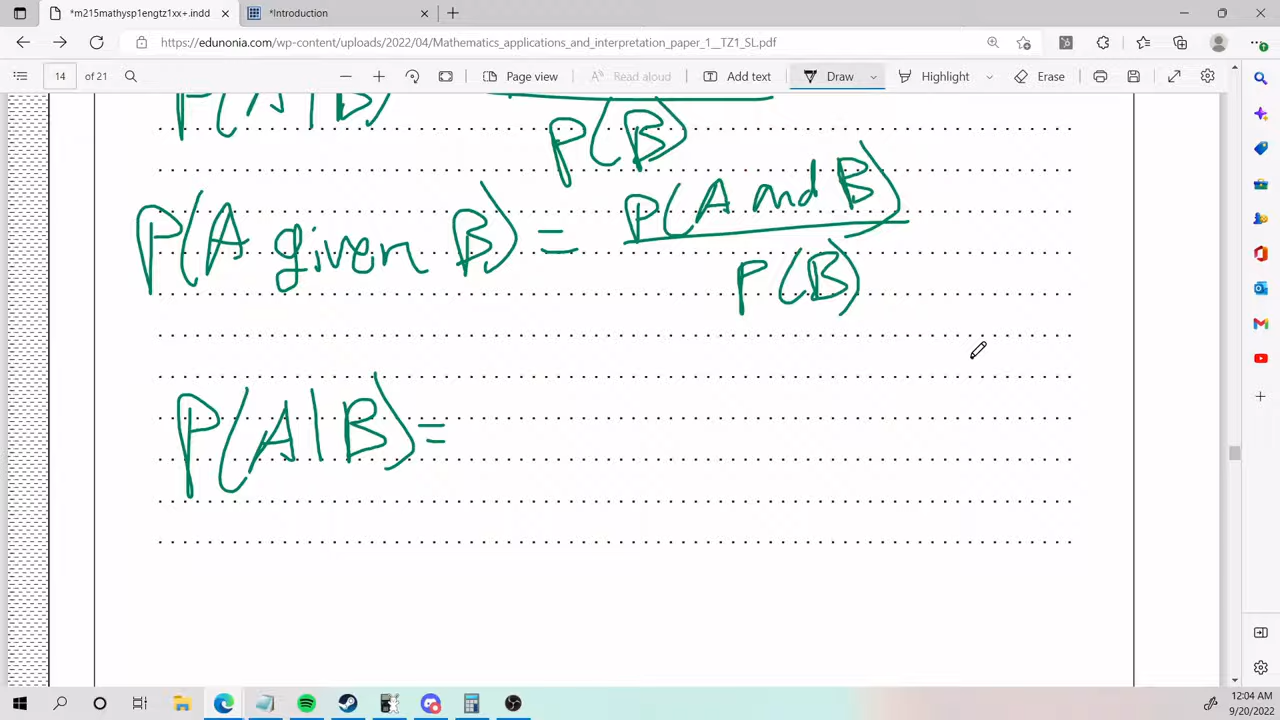 *m215mathysp1engtz1xx+.indd
*Introduction
https://edunonia.com/wp-content/uploads/2022/04/Mathematics_applications_and_interpretation_paper_1__TZ1_SL.pdf
14 of 21
Page view
Read aloud
Add text
Draw
Highlight
Erase
P(A|B)
P(B)
P(A given B) = P(A and B)
P(B)
P(A|B) =
12:04 AM
9/20/2022